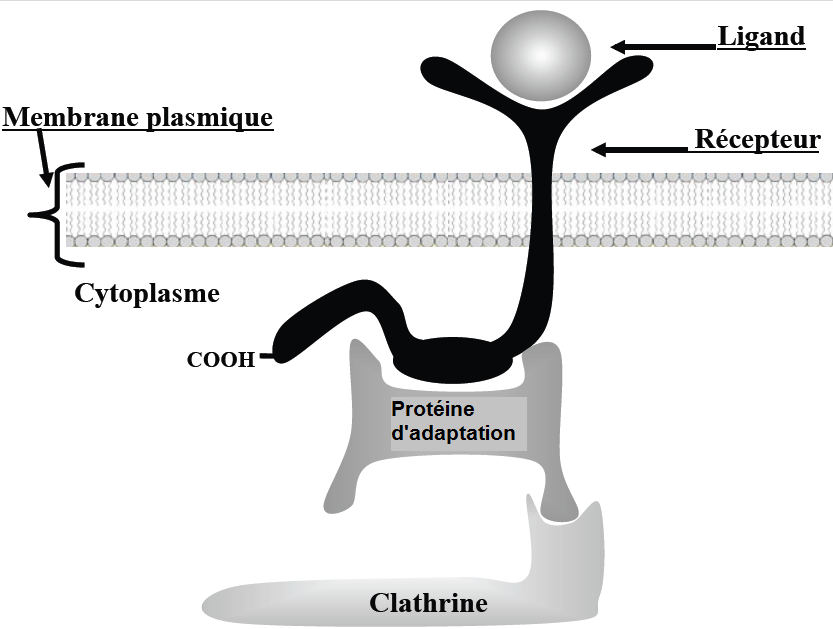 Ligand
Membrane plasmique
Récepteur
Cytoplasme
COOH
Protéine
d'adaptation
Clathrine